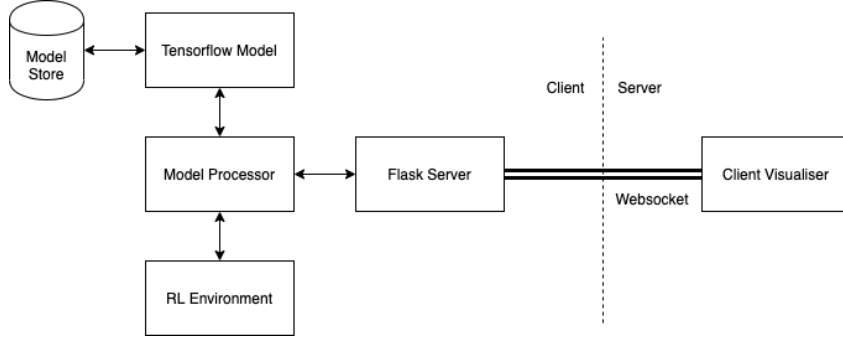 Model
Store
Tensorflow Model
Client
Server
Model Processor
Flask Server
Client Visualiser
Websocket
RL Environment